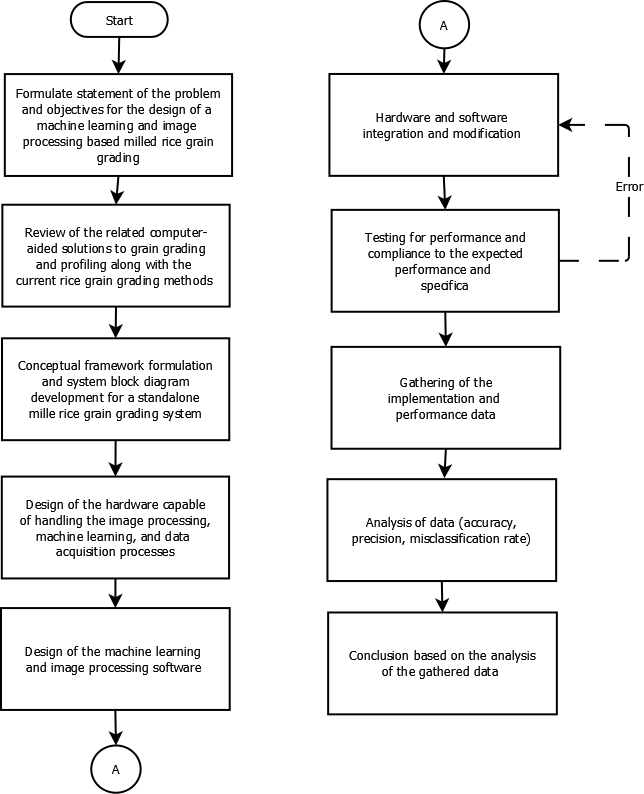 Start
Formulate statement of the problem
and objectives for the design of a
machine learning and image
processing based milled rice grain
grading
Review of the related computer-
aided solutions to grain grading
and profiling along with the
current rice grain grading methods
Conceptual framework formulation
and system block diagram
development for a standalone
mille rice grain grading system
Design of the hardware capable
of handling the image processing,
machine learning, and data
acquisition processes
Design of the machine learning
and image processing software
A
A
Hardware and software
integration and modification
Error
Testing for performance and
compliance to the expected
performance and
specifica
Gathering of the
implementation and
performance data
Analysis of data (accuracy,
precision, misclassification rate)
Conclusion based on the analysis
of the gathered data